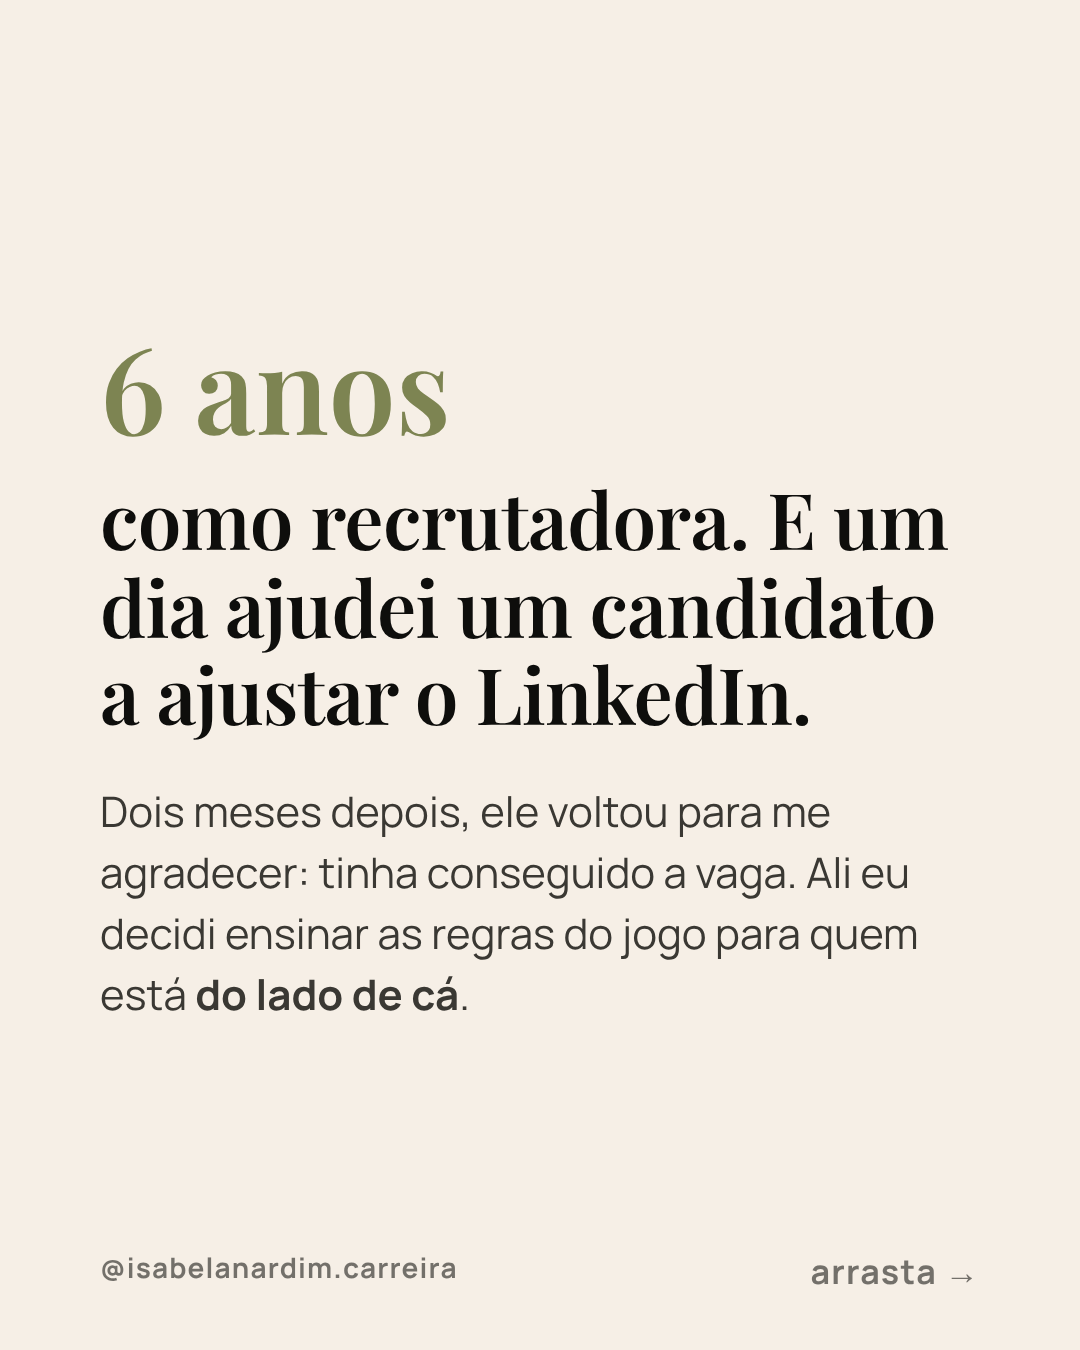 6 anos
como recrutadora. E um
dia ajudei um candidato
a ajustar o LinkedIn.
Dois meses depois, ele voltou para me
agradecer: tinha conseguido a vaga. Ali eu
decidi ensinar as regras do jogo para quem
está do lado de cá.
@isabelanardim.carreira
arrasta →